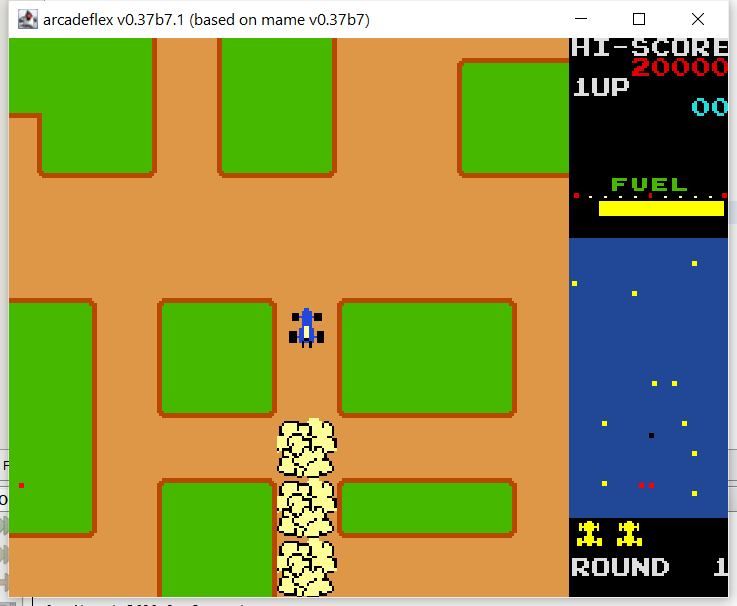 arcadeflex v0.37b7.1 (based on mame v0.37b7)
HI-SCORE
20000
1UP
00
FUEL
ROUND 1